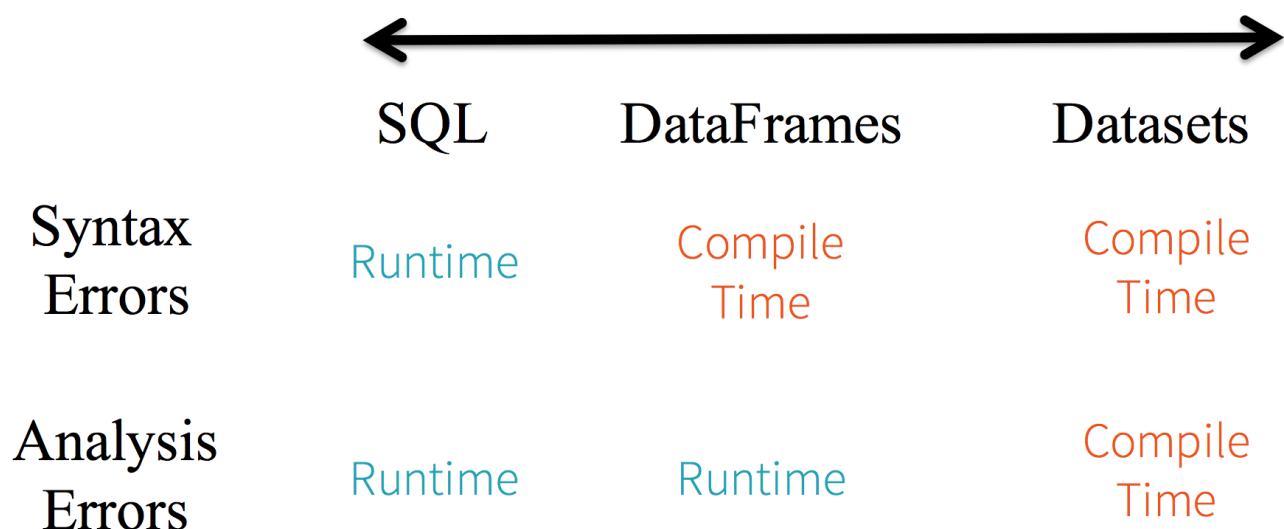 SQL DataFrames Datasets
Syntax
Errors
Runtime
Compile
Time
Compile
Time
Analysis
Errors
Runtime
Runtime
Compile
Time